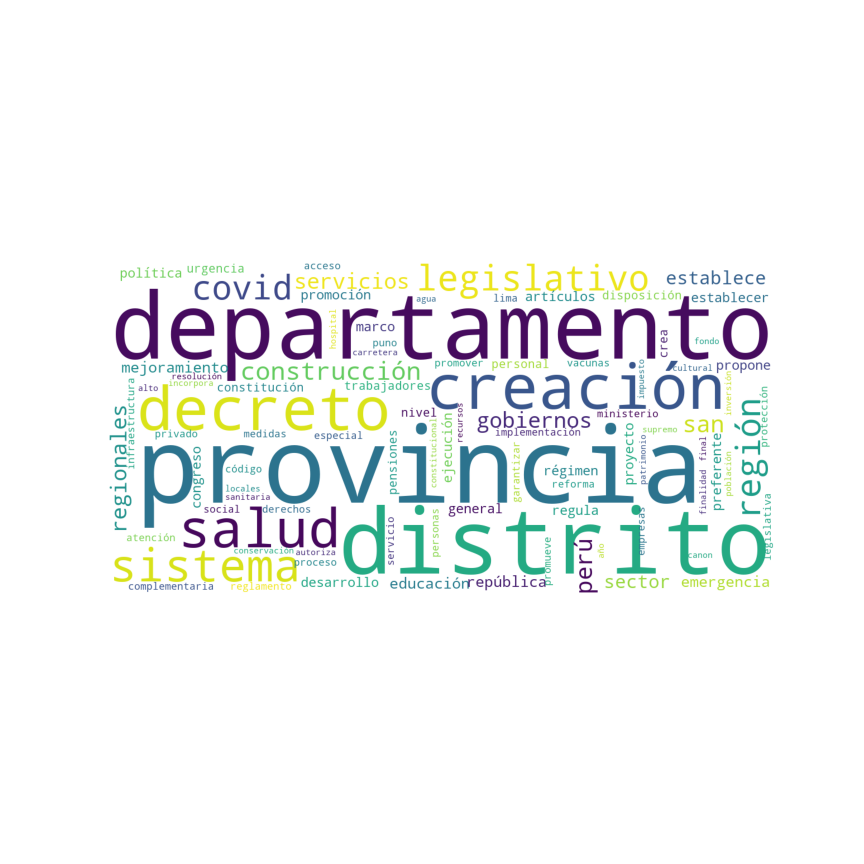 acceso
política
urgencia
covid
servicios
legislativo
establece
promoción
agua
lima
artículos
disposición
establecer
departamento
hospital
marco
puno
carretera
crea
fondo
mejoramiento
resolución
construcción
promover
personal
vacunas
impuesto
cultural
propone
alto
incorpora
constitución
trabajadores
creación
inversión
protección
infraestructura
regionales
decreto
nivel
recursos
gobiernos
ministerio
san
región
privado
medidas
especial
constitucional
implementación
supremo
provincia
congreso
código
pensiones
ejecución
garantizar
régimen
reforma
proyecto
patrimonio
final
finalidad
preferente
población
locales
sanitaria
social
derechos
salud
general
regula
empresas
distrito
legislativa
atención
conservación
autoriza
servicio
personas
promueve
año
canon
sistema
proceso
complementaria
reglamento
desarrollo
educación
república
perú
sector
emergencia